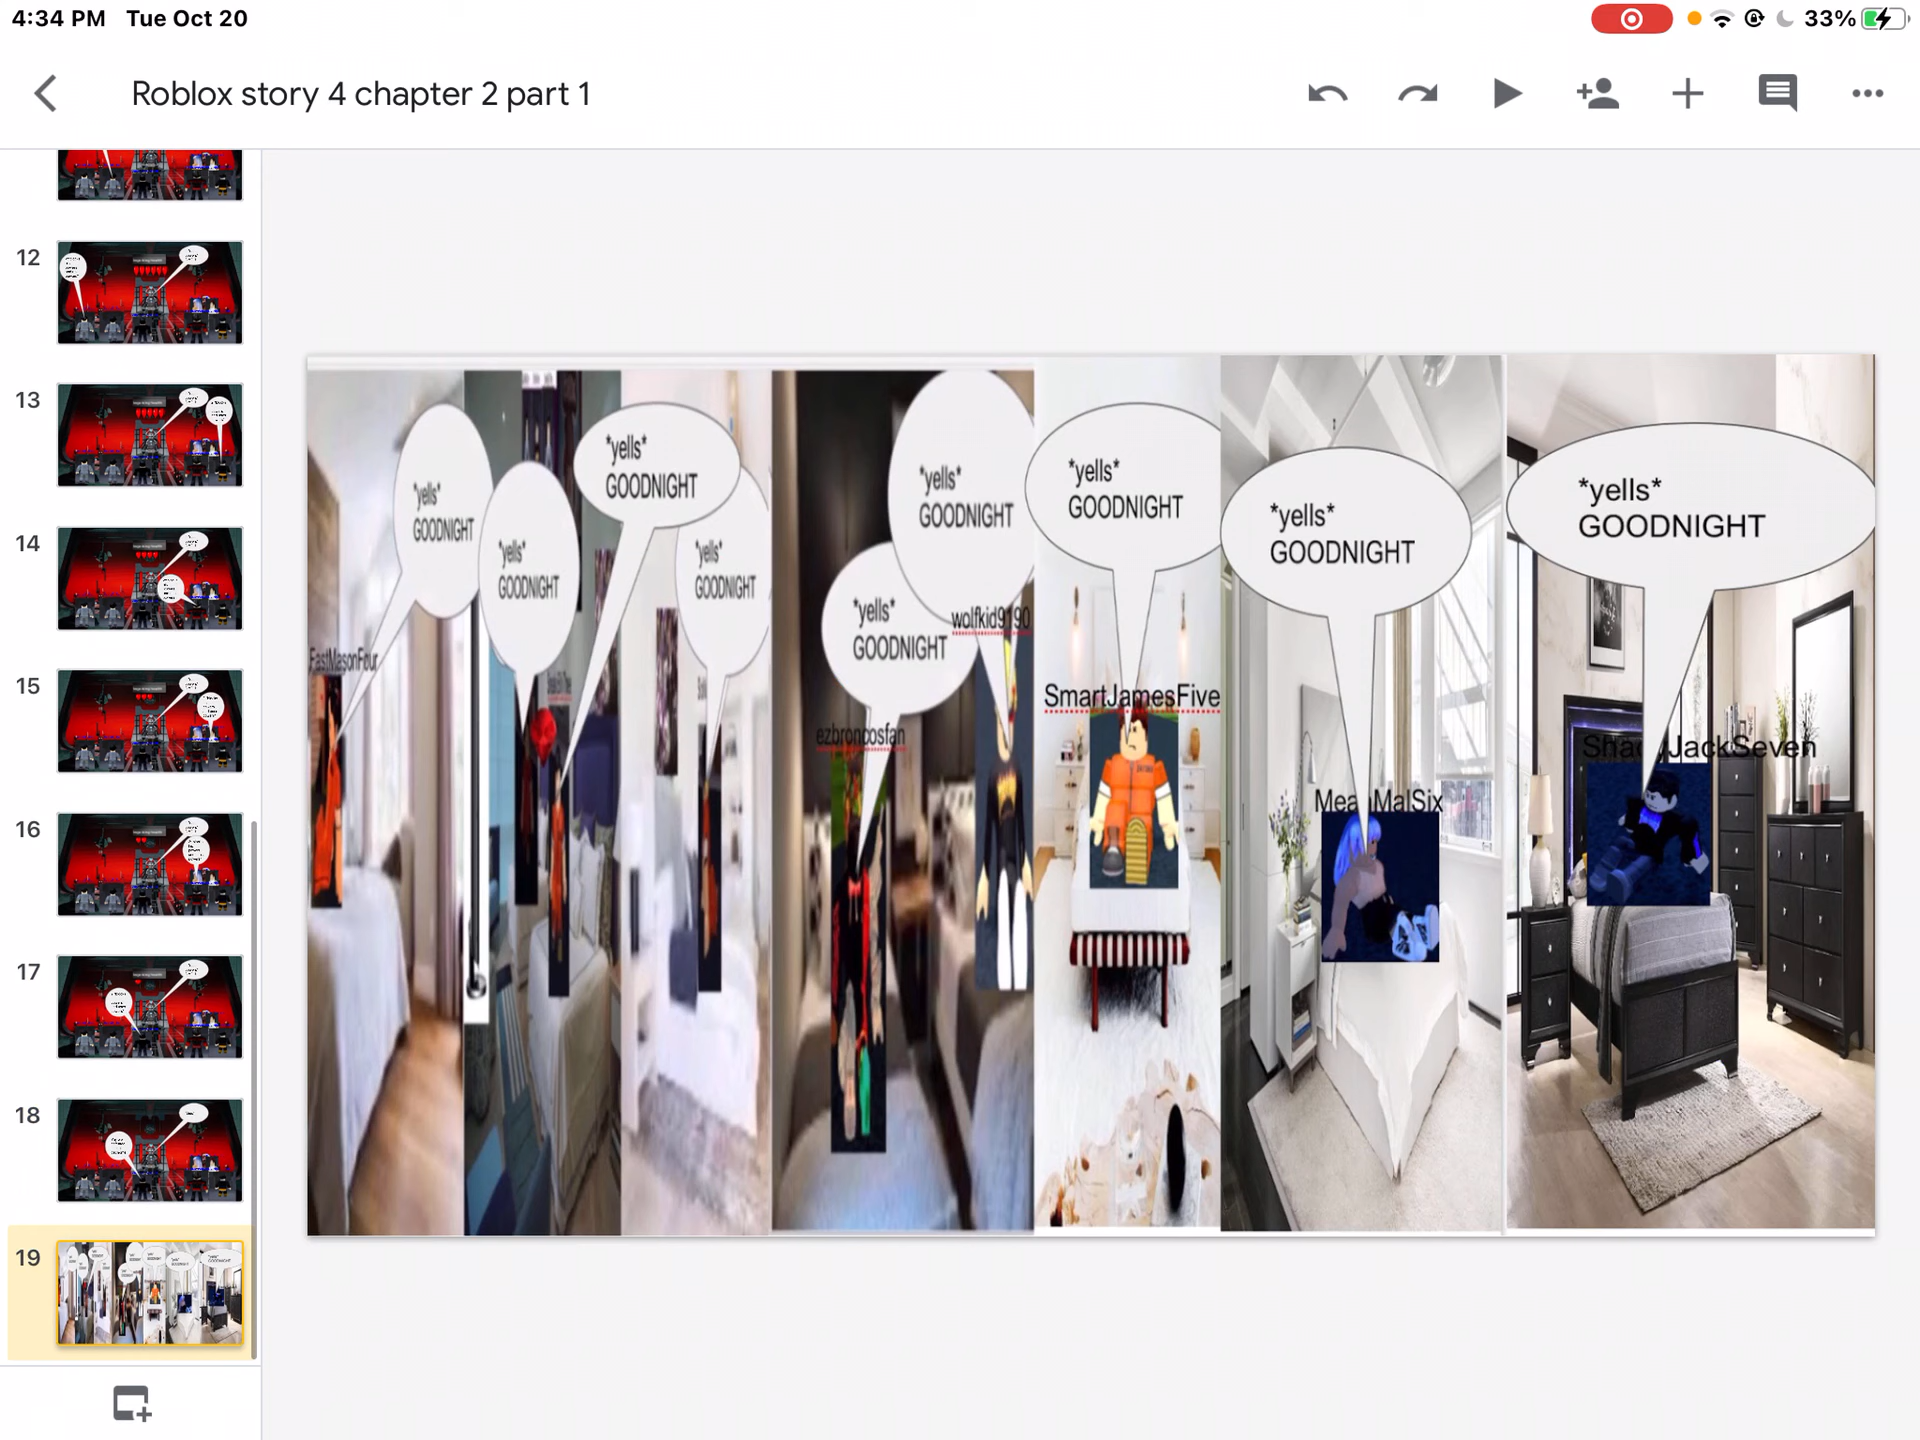 4:34 PM Tue Oct 20
33%
Roblox story 4 chapter 2 part 1
12
13
14
15
16
17
18
19
*yells*
GOODNIGHT
FastMasonFour
*yells*
GOODNIGHT
*yells*
GOODNIGHT
*yells*
GOODNIGHT
*yells*
GOODNIGHT
ezbroncosfan
*yells*
GOODNIGHT
wolfkid9190
*yells*
GOODNIGHT
SmartJamesFive
*yells*
GOODNIGHT
MalSix
*yells*
GOODNIGHT
JackSeven